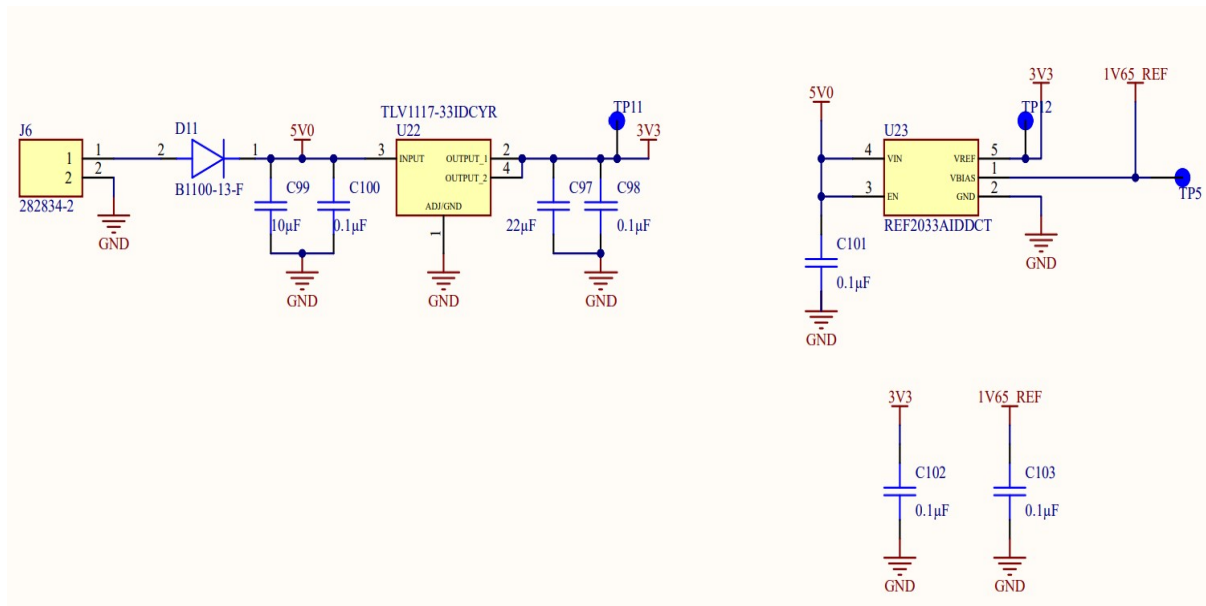 J6
1
2
1
2
282834-2
GND
D11
2
1
B1100-13-F
5V0
C99
10µF
C100
0.1µF
GND
TLV1117-33IDCYR
U22
3
INPUT
OUTPUT_1
2
OUTPUT_2
4
ADJ/GND
1
GND
TP11
3V3
C97
22µF
C98
0.1µF
GND
5V0
U23
4
VIN
VREF
5
VBIAS
1
3
EN
GND
2
REF2033AIDDCT
3V3
TP12
1V65_REF
TP5
GND
C101
0.1µF
GND
3V3
C102
0.1µF
GND
1V65_REF
C103
0.1µF
GND